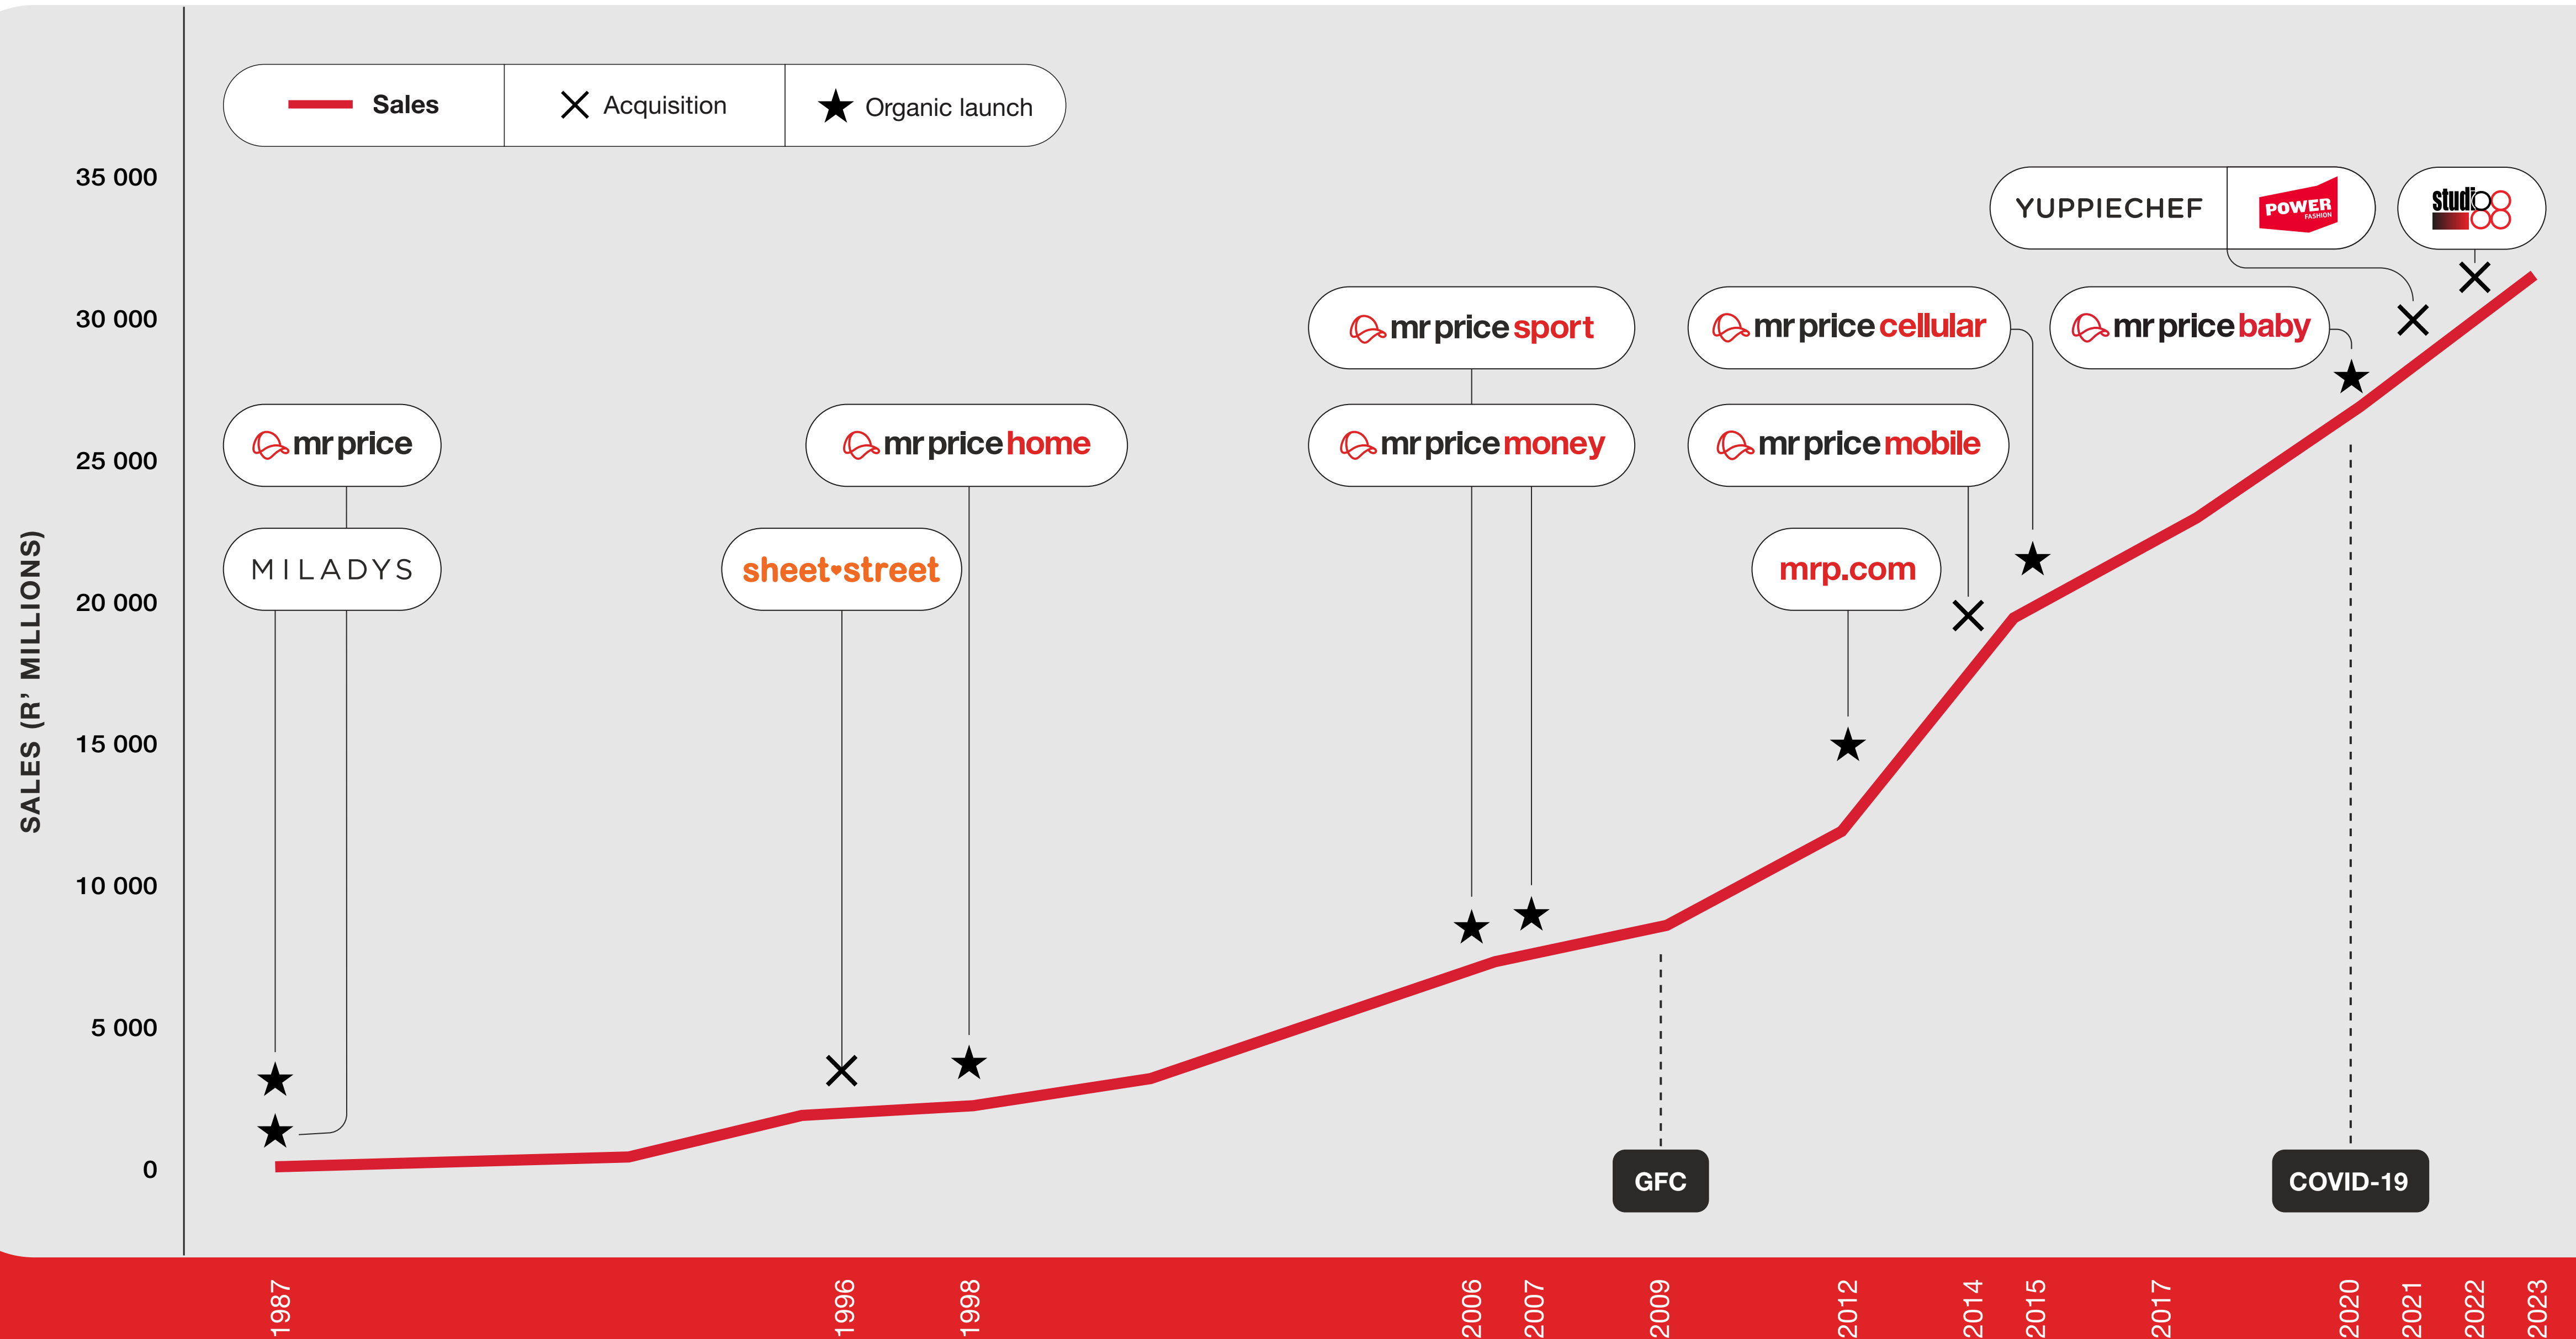 Sales
Acquisition
Organic launch
SALES (R’ MILLIONS)
35 000
30 000
25 000
20 000
15 000
10 000
5 000
0
YUPPIECHEF
POWER
FASHION
studio
88
mr price sport
mr price cellular
mr price baby
mr price
mr price home
mr price money
mr price mobile
MILADYS
sheet street
mrp.com
GFC
COVID-19
1987
1996
1998
2006
2007
2009
2012
2014
2015
2017
2020
2021
2022
2023